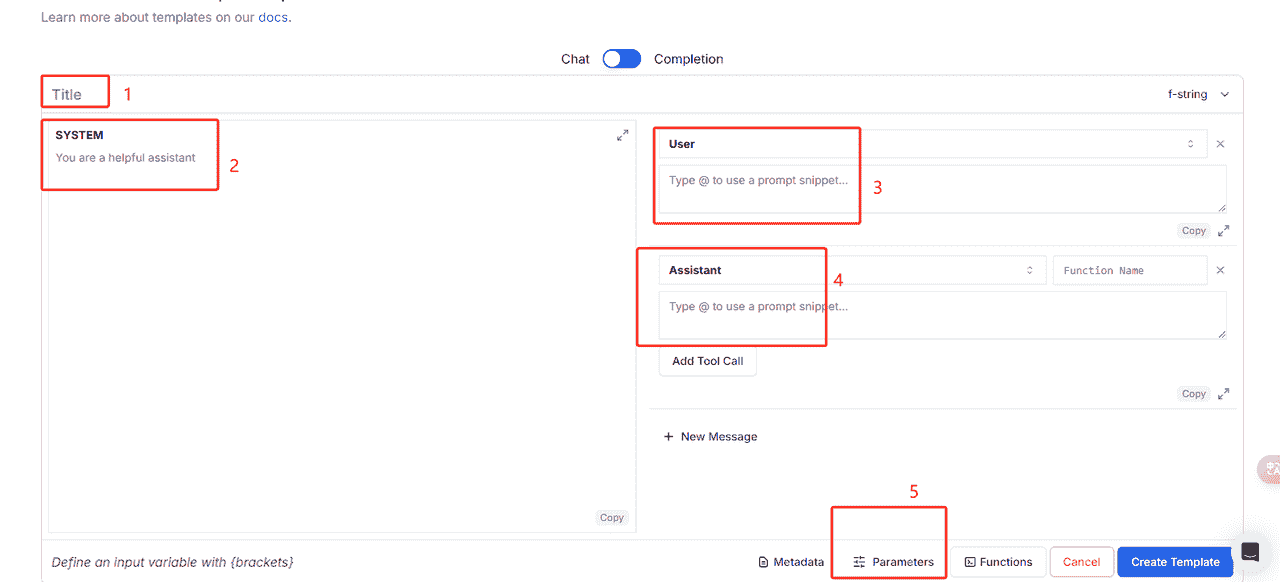 Learn more about templates on our docs.
Chat Completion
Title 1 f-string
SYSTEM
You are a helpful assistant
2
User
Type @ to use a prompt snippet...
3
Copy
Assistant Function Name
4
Type @ to use a prompt snippet...
Add Tool Call
Copy
+ New Message
5
Copy
Define an input variable with {brackets} Metadata Parameters Functions Cancel Create Template